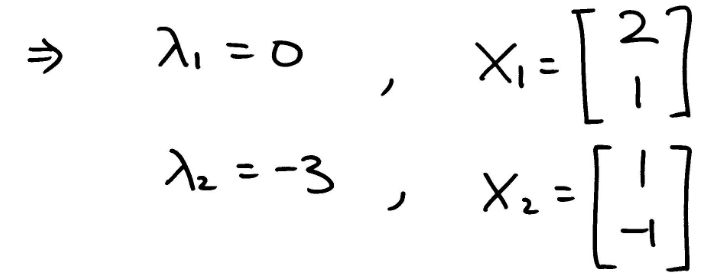 ⇒ λ₁ = 0 , X₁ = [2 1]
λ₂ = -3 , X₂ = [1 -1]